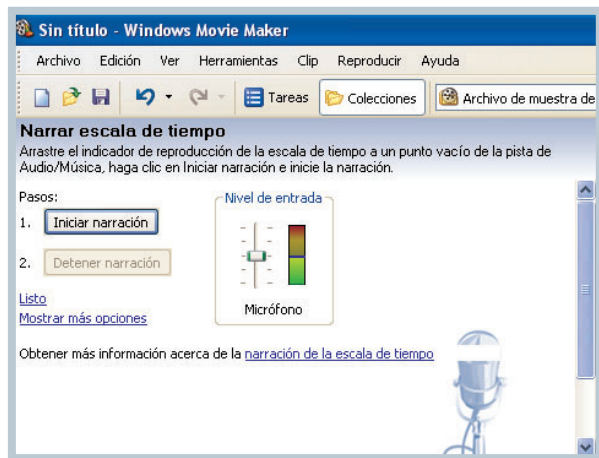 Sin título - Windows Movie Maker
Archivo Edición Ver Herramientas Clip Reproducir Ayuda
Tareas Colecciones Archivo de muestra de
Narrar escala de tiempo
Arrastre el indicador de reproducción de la escala de tiempo a un punto vacío de la pista de
Audio/Música, haga clic en Iniciar narración e inicie la narración.
Pasos:
1. Iniciar narración
2. Detener narración
Listo
Mostrar más opciones
Nivel de entrada
Micrófono
Obtener más información acerca de la narración de la escala de tiempo